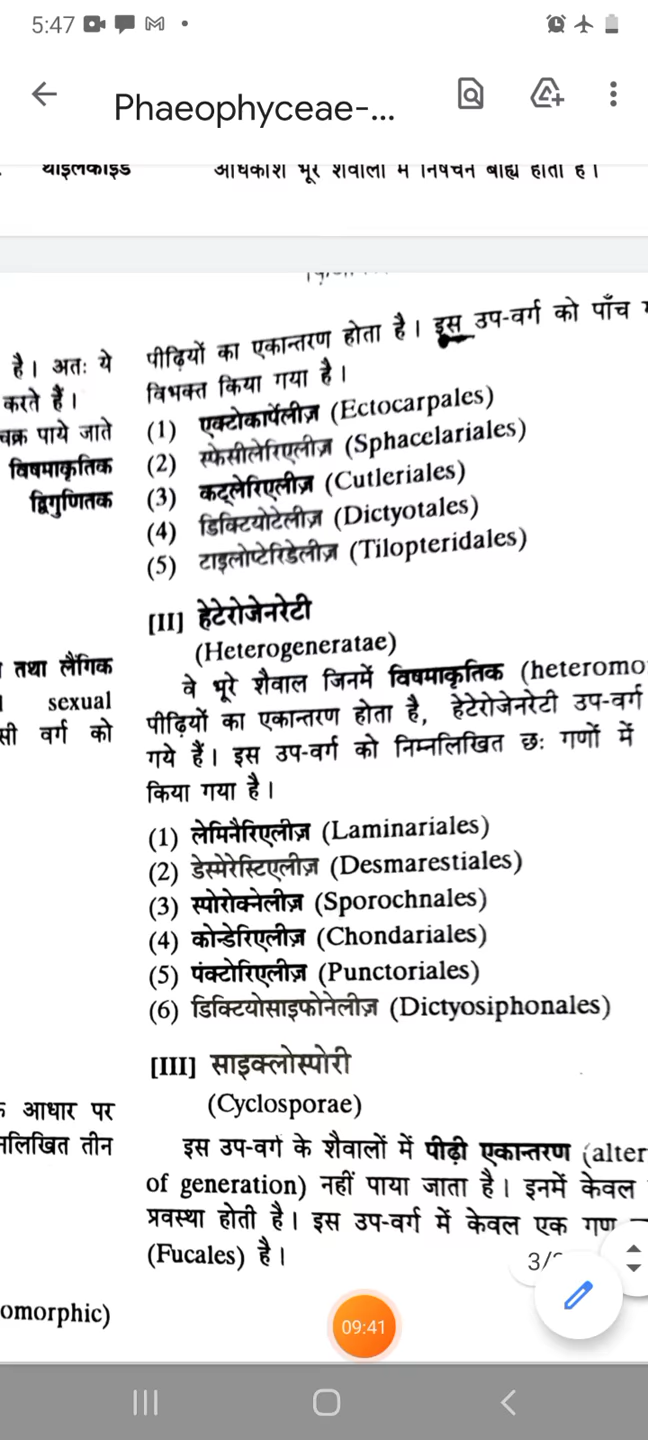 5:47
Phaeophyceae-...
थाइलेकाइड
अधिकांश भूरे शैवालों में निषेचन बाह्य होता है।
पीढ़ियों का एकान्तरण होता है। इस उप-वर्ग को पाँच
विभक्त किया गया है।
(1) एक्टोकार्पेलीज़ (Ectocarpales)
(2) स्फेसीलेरिएलीज़ (Sphacelariales)
(3) कट्लेरिएलीज़ (Cutleriales)
(4) डिक्टियोटेलीज़ (Dictyotales)
(5) टाइलोप्टेरिडेलीज़ (Tilopteridales)
है। अतः ये
करते हैं।
चक्र पाये जाते
विषमाकृतिक
द्विगुणितक
तथा लैंगिक
sexual
सी वर्ग को
[II] हेटेरोजेनरेटी
(Heterogeneratae)
वे भूरे शैवाल जिनमें विषमाकृतिक (heteromo
पीढ़ियों का एकान्तरण होता है, हेटेरोजेनरेटी उप-वर्ग
गये हैं। इस उप-वर्ग को निम्नलिखित छः गणों में
किया गया है।
(1) लेमिनैरिएलीज़ (Laminariales)
(2) डेस्मेरेस्टिएलीज़ (Desmarestiales)
(3) स्पोरोक्नेलीज़ (Sporochnales)
(4) कोन्डेरिएलीज़ (Chondariales)
(5) पंक्टोरिएलीज़ (Punctoriales)
(6) डिक्टियोसाइफोनेलीज़ (Dictyosiphonales)
[III] साइक्लोस्पोरी
(Cyclosporae)
आधार पर
नलिखित तीन
omorphic)
इस उप-वर्ग के शैवालों में पीढ़ी एकान्तरण (alter
of generation) नहीं पाया जाता है। इनमें केवल
प्रवस्था होती है। इस उप-वर्ग में केवल एक गण
(Fucales) है।
3/
09:41